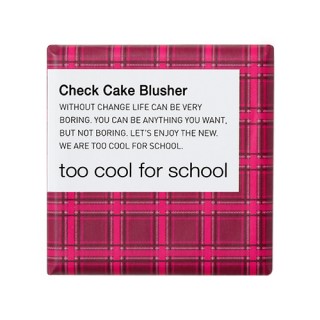 Check Cake Blusher
WITHOUT CHANGE LIFE CAN BE VERY
BORING. YOU CAN BE ANYTHING YOU WANT,
BUT NOT BORING. LET'S ENJOY THE NEW.
WE ARE TOO COOL FOR SCHOOL.
too cool for school